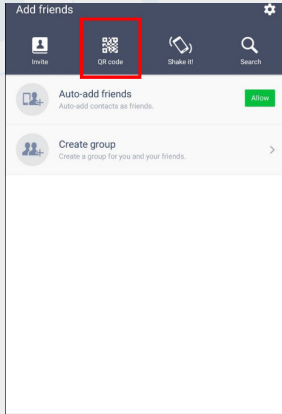 Add friends
Invite
QR code
Shake it!
Search
Auto-add friends
Auto-add contacts as friends.
Allow
Create group
Create a group for you and your friends.